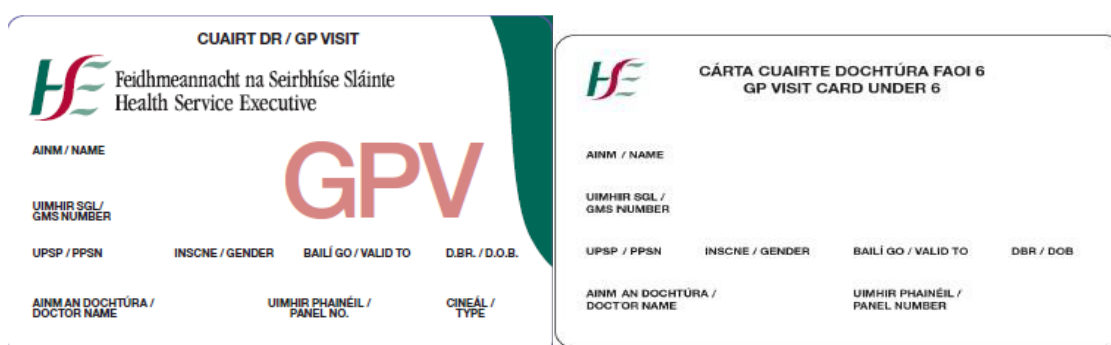 CUAIRT DR / GP VISIT
HSE
Feidhmeannacht na Seirbhíse Sláinte
Health Service Executive
GPV
AINM / NAME
UIMHIR SGL/
GMS NUMBER
UPSP / PPSN INSCNE / GENDER BAILÍ GO / VALID TO D.BR. / D.O.B.
AINM AN DOCHTÚRA /
DOCTOR NAME
UIMHIR PHAINÉIL /
PANEL NO.
CINEÁL /
TYPE
HSE
CÁRTA CUAIRTE DOCHTÚRA FAOI 6
GP VISIT CARD UNDER 6
AINM / NAME
UIMHIR SGL /
GMS NUMBER
UPSP / PPSN INSCNE / GENDER BAILÍ GO / VALID TO DBR / DOB
AINM AN DOCHTÚRA /
DOCTOR NAME
UIMHIR PHAINÉIL /
PANEL NUMBER